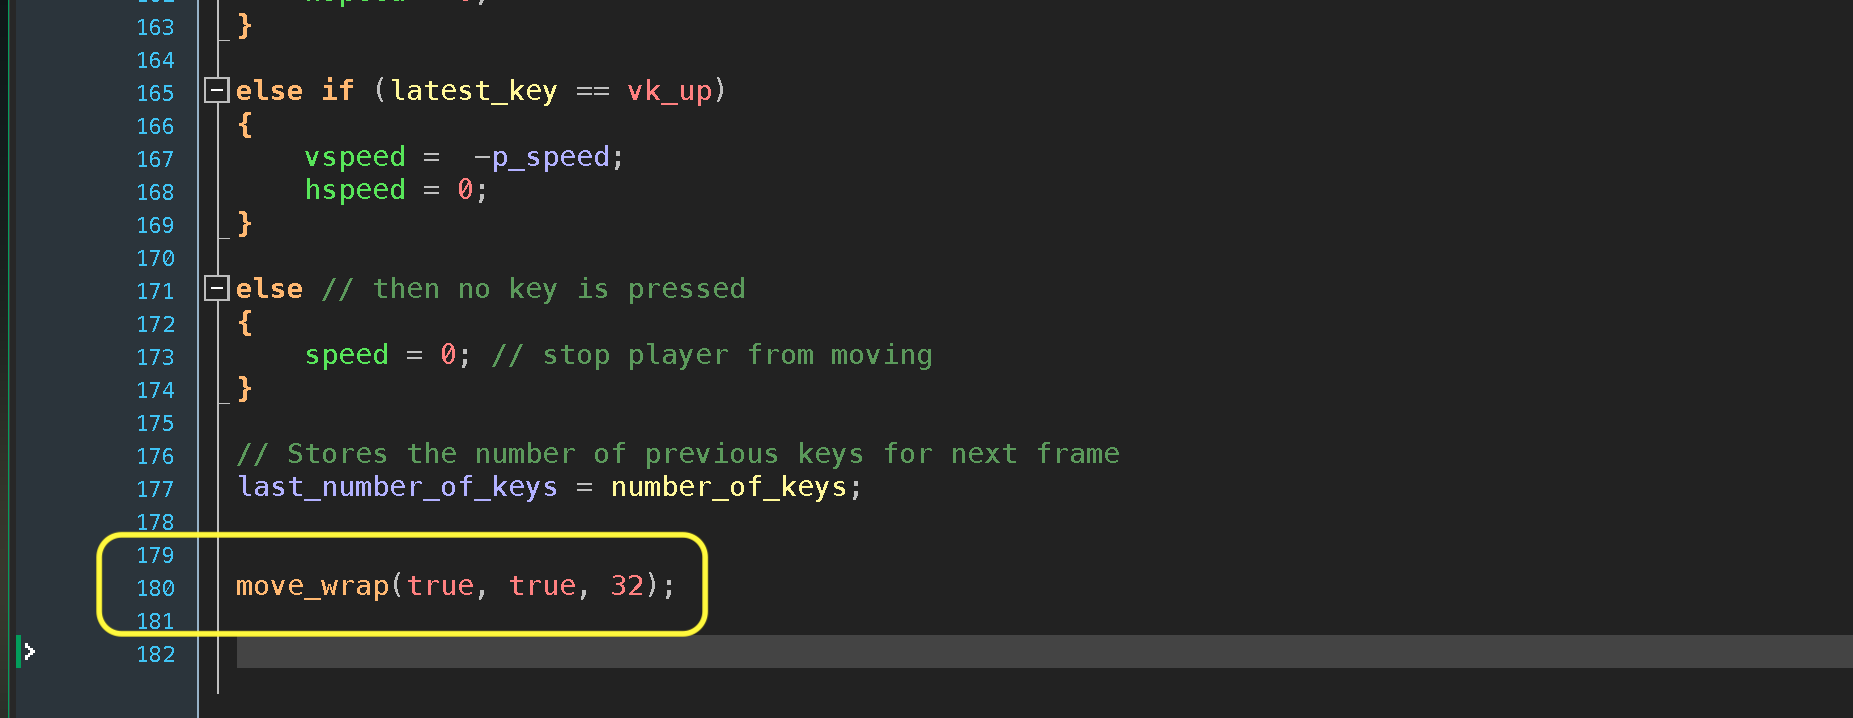 163 }
164
165 else if (latest_key == vk_up)
166 {
167 vspeed =  -p_speed;
168 hspeed = 0;
169 }
170
171 else // then no key is pressed
172 {
173 speed = 0; // stop player from moving
174 }
175
176 // Stores the number of previous keys for next frame
177 last_number_of_keys = number_of_keys;
178
179
180 move_wrap(true, true, 32);
181
182